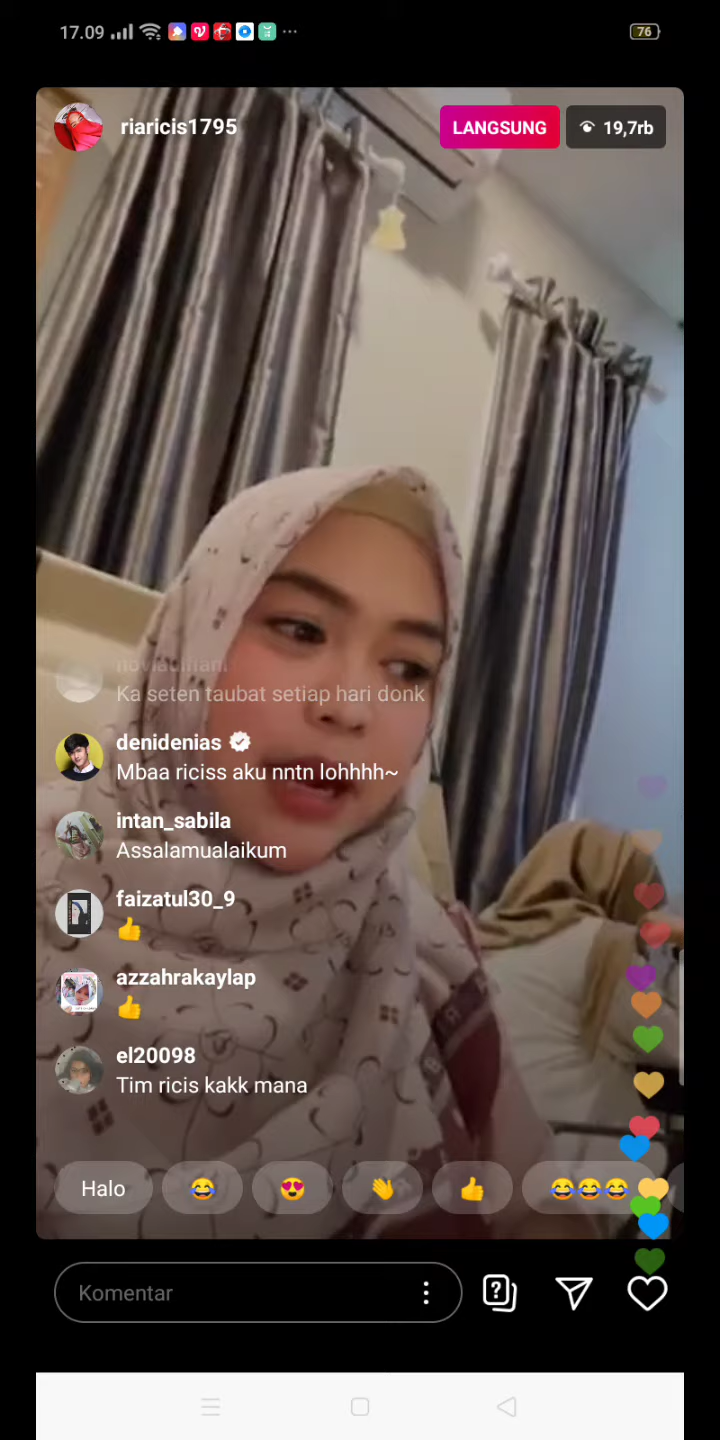 17.09
76
riaricis1795
LANGSUNG
19,7rb
Ka seten taubat setiap hari donk
denidenias
Mbaa riciss aku nntn lohhhh~
intan_sabila
Assalamualaikum
faizatul30_9
👍
azzahrakaylap
👍
el20098
Tim ricis kakk mana
Halo 😂 😍 👋 👍 😂😂😂
Komentar